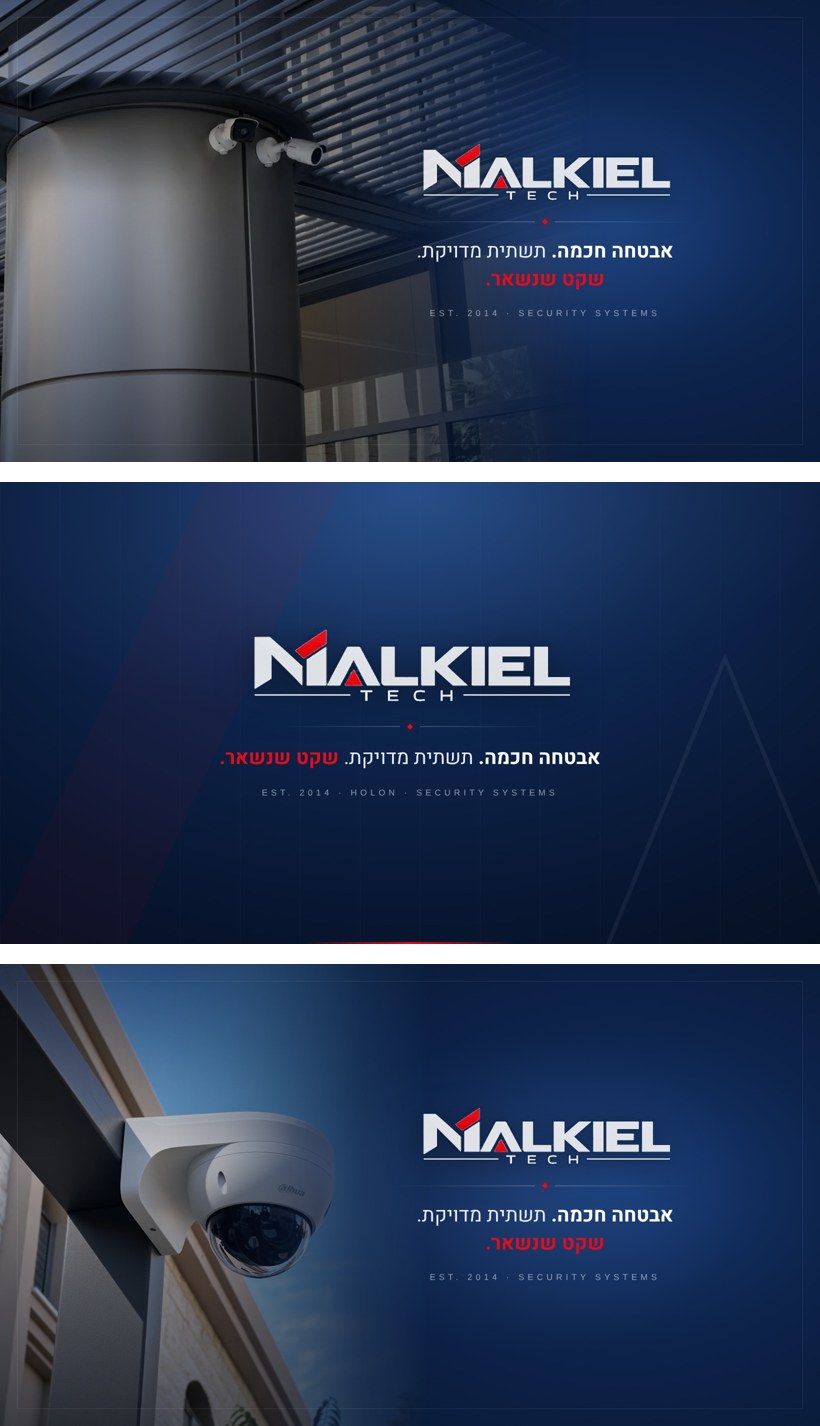 MALKIEL
TECH
אבטחה חכמה. תשתית מדויקת.
שקט שנשאר.
EST. 2014 · SECURITY SYSTEMS
MALKIEL
TECH
אבטחה חכמה. תשתית מדויקת. שקט שנשאר.
EST. 2014 · HOLON · SECURITY SYSTEMS
alhua
MALKIEL
TECH
אבטחה חכמה. תשתית מדויקת.
שקט שנשאר.
EST. 2014 · SECURITY SYSTEMS